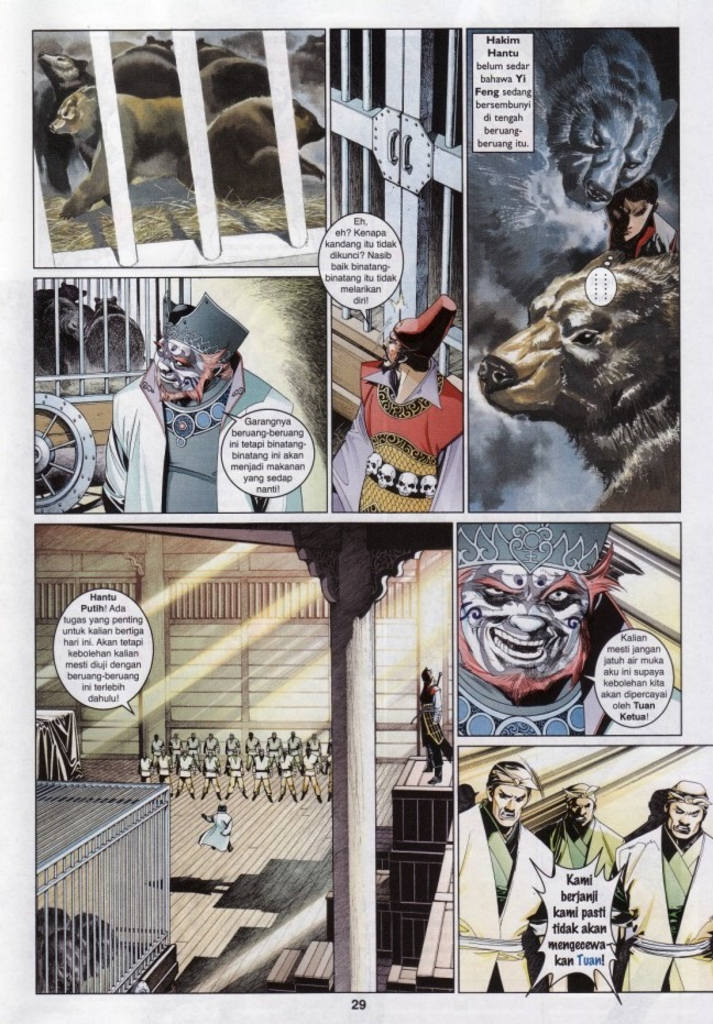 Eh,
eh? Kenapa
kandang itu tidak
dikunci? Nasib
baik binatang-
binatang itu tidak
melarikan
diri!
Hakim
Hantu
belum sedar
bahawa Yi
Feng sedang
bersembunyi
di tengah
beruang-
beruang itu.
Garangnya
beruang-beruang
ini tetapi binatang-
binatang ini akan
menjadi makanan
yang sedap
nanti!
Hantu
Putih! Ada
tugas yang penting
untuk kalian bertiga
hari ini. Akan tetapi
kebolehan kalian
mesti diuji dengan
beruang-beruang
ini terlebih
dahulu!
Kalian
mesti jangan
jatuh air muka
aku ini supaya
kebolehan kita
akan dipercayai
oleh Tuan
Ketua!
Kami
berjanji
kami pasti
tidak akan
mengecewa-
kan Tuan!
29